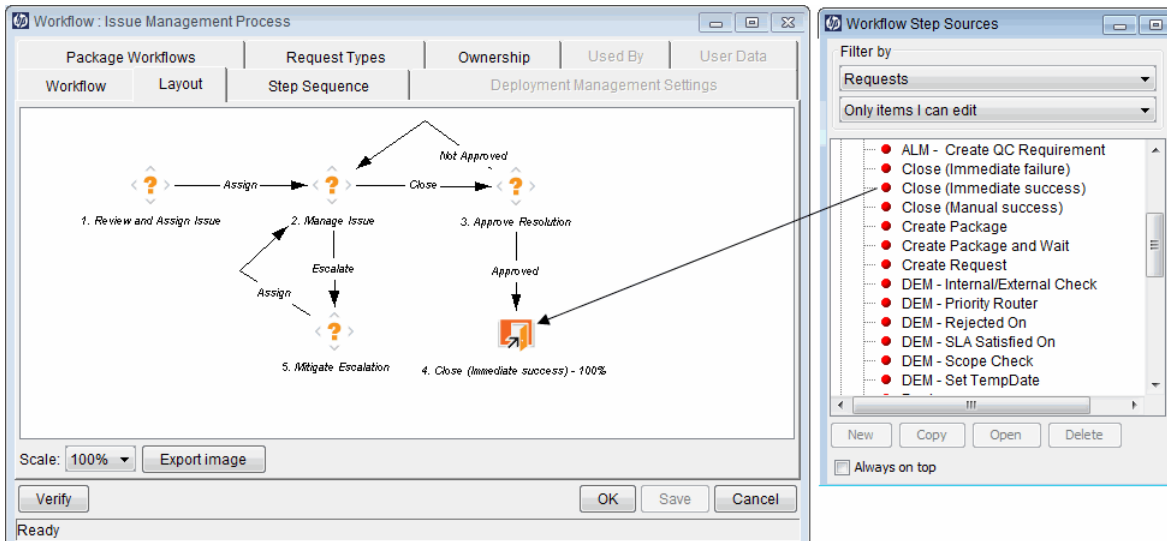 Workflow : Issue Management Process
Package Workflows Request Types Ownership Used By User Data
Workflow Layout Step Sequence Deployment Management Settings
Not Approved
Assign Close
1. Review and Assign Issue 2. Manage Issue 3. Approve Resolution
Escalate Approved
Assign
5. Mitigate Escalation 4. Close (Immediate success) - 100%
Scale: 100% Export image
Verify OK Save Cancel
Ready
Workflow Step Sources
Filter by
Requests
Only items I can edit
ALM - Create QC Requirement
Close (Immediate failure)
Close (Immediate success)
Close (Manual success)
Create Package
Create Package and Wait
Create Request
DEM - Internal/External Check
DEM - Priority Router
DEM - Rejected On
DEM - SLA Satisfied On
DEM - Scope Check
DEM - Set TempDate
New Copy Open Delete
Always on top